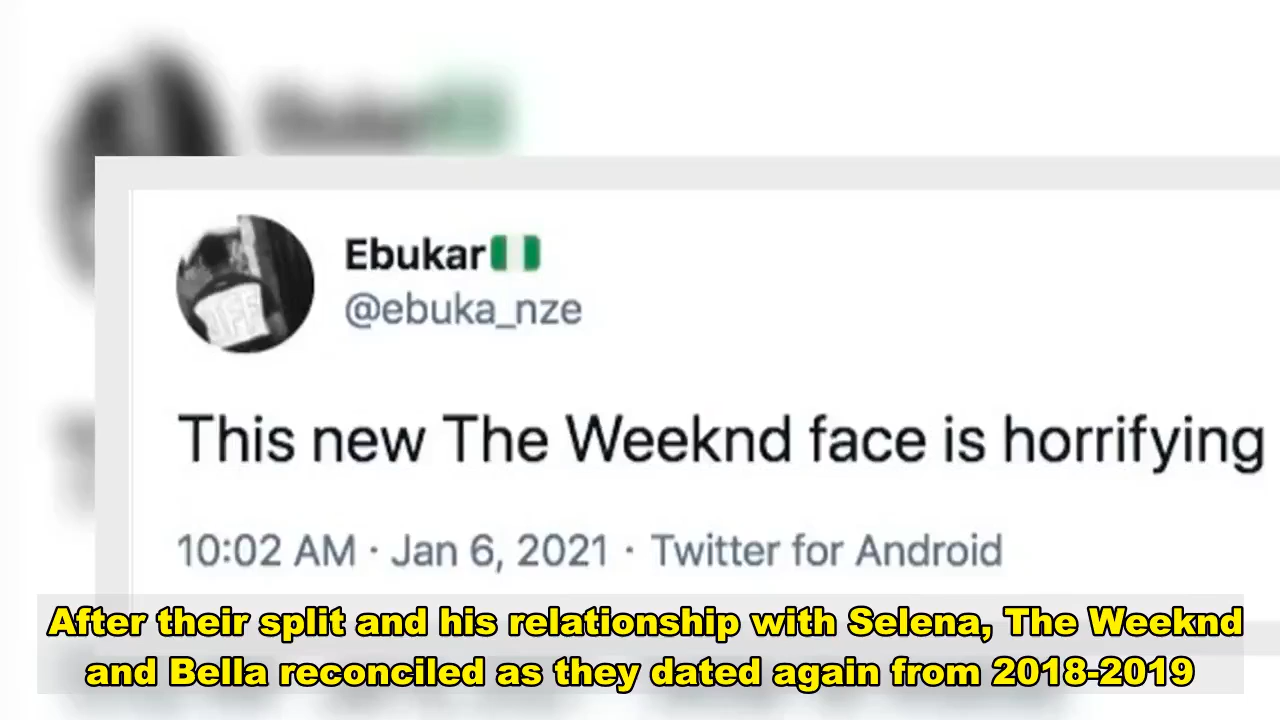 Ebukar
@ebuka_nze
This new The Weeknd face is horrifying
10:02 AM · Jan 6, 2021 · Twitter for Android
After their split and his relationship with Selena, The Weeknd
and Bella reconciled as they dated again from 2018-2019